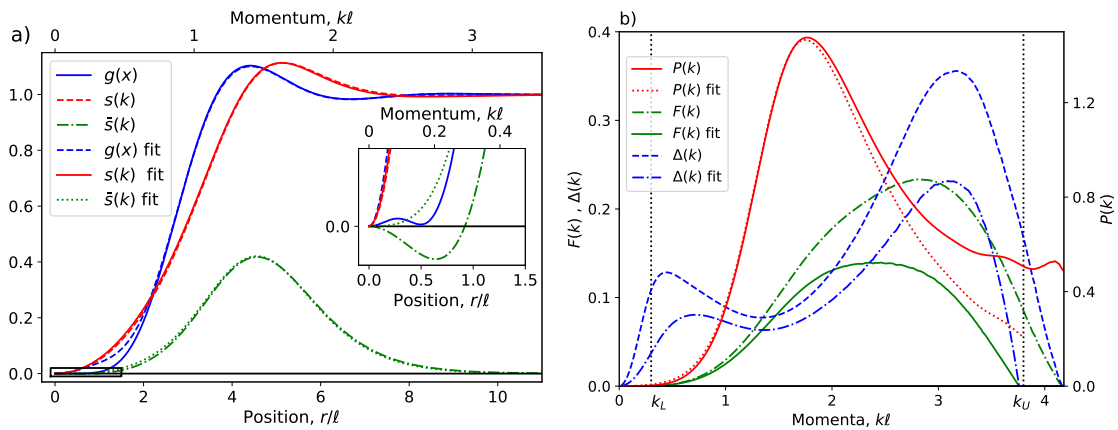 Momentum, kℓ
a)
0 1 2 3
g(x)
s(k)
s̄(k)
g(x) fit
s(k) fit
s̄(k) fit
1.0
0.8
0.6
0.4
0.2
0.0
0 2 4 6 8 10
Position, r/ℓ
Momentum, kℓ
0 0.2 0.4
0.0
0.0 0.5 1.0 1.5
Position, r/ℓ
b)
P(k)
P(k) fit
F(k)
F(k) fit
Δ(k)
Δ(k) fit
0.4
0.3
0.2
0.1
0.0
F(k) , Δ(k)
1.2
0.8
0.4
0.0
P(k)
0 k_L 1 2 3 k_U 4
Momenta, kℓ